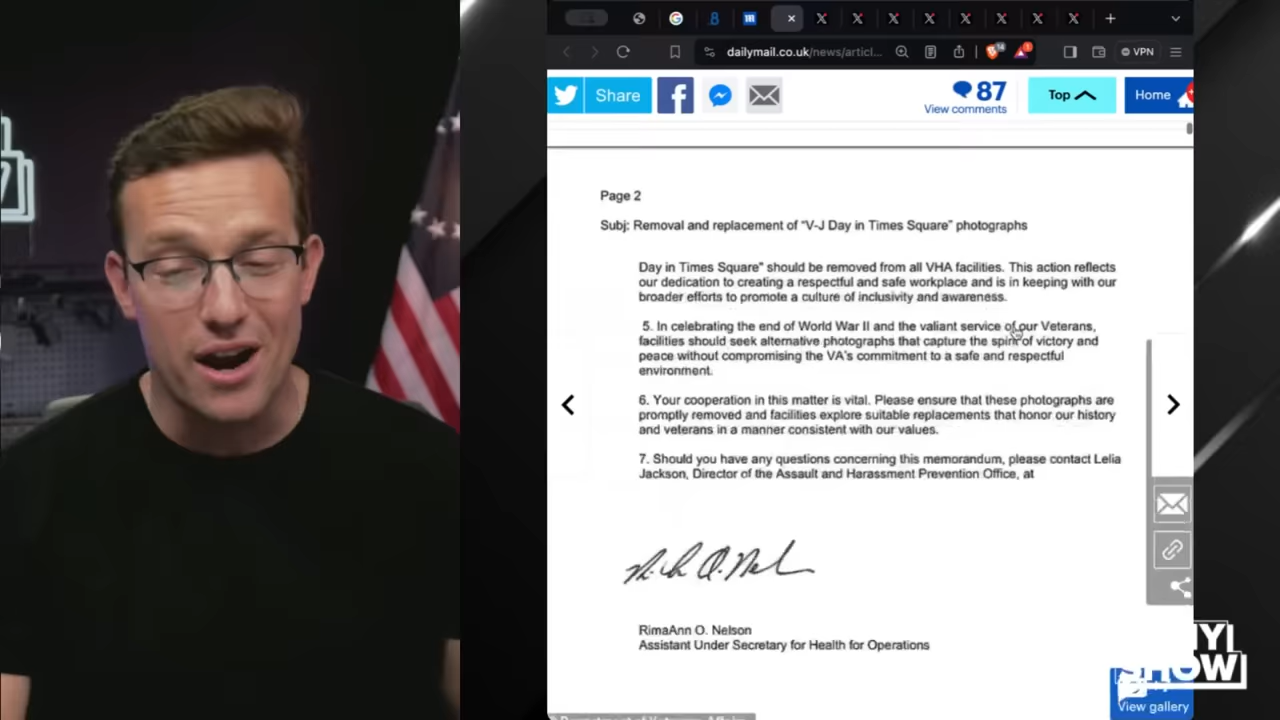 dailymail.co.uk/news/articl...
VPN
Share
87
View comments
Top
Home
Page 2
Subj: Removal and replacement of “V-J Day in Times Square” photographs
Day in Times Square” should be removed from all VHA facilities. This action reflects
our dedication to creating a respectful and safe workplace and is in keeping with our
broader efforts to promote a culture of inclusivity and awareness.
5. In celebrating the end of World War II and the valiant service of our Veterans,
facilities should seek alternative photographs that capture the spirit of victory and
peace without compromising the VA's commitment to a safe and respectful
environment.
6. Your cooperation in this matter is vital. Please ensure that these photographs are
promptly removed and facilities explore suitable replacements that honor our history
and veterans in a manner consistent with our values.
7. Should you have any questions concerning this memorandum, please contact Lelia
Jackson, Director of the Assault and Harassment Prevention Office, at
RimaAnn O. Nelson
Assistant Under Secretary for Health for Operations
SHOW
View gallery